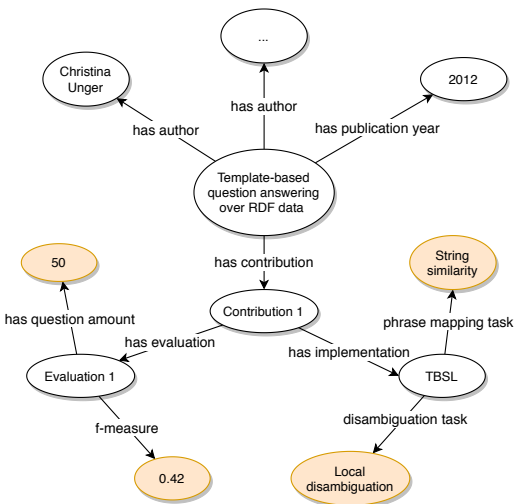 ...
Christina
Unger
2012
has author
has author
has publication year
Template-based
question answering
over RDF data
has contribution
50
String
similarity
Contribution 1
has question amount
phrase mapping task
has evaluation
has implementation
Evaluation 1
TBSL
f-measure
disambiguation task
0.42
Local
disambiguation